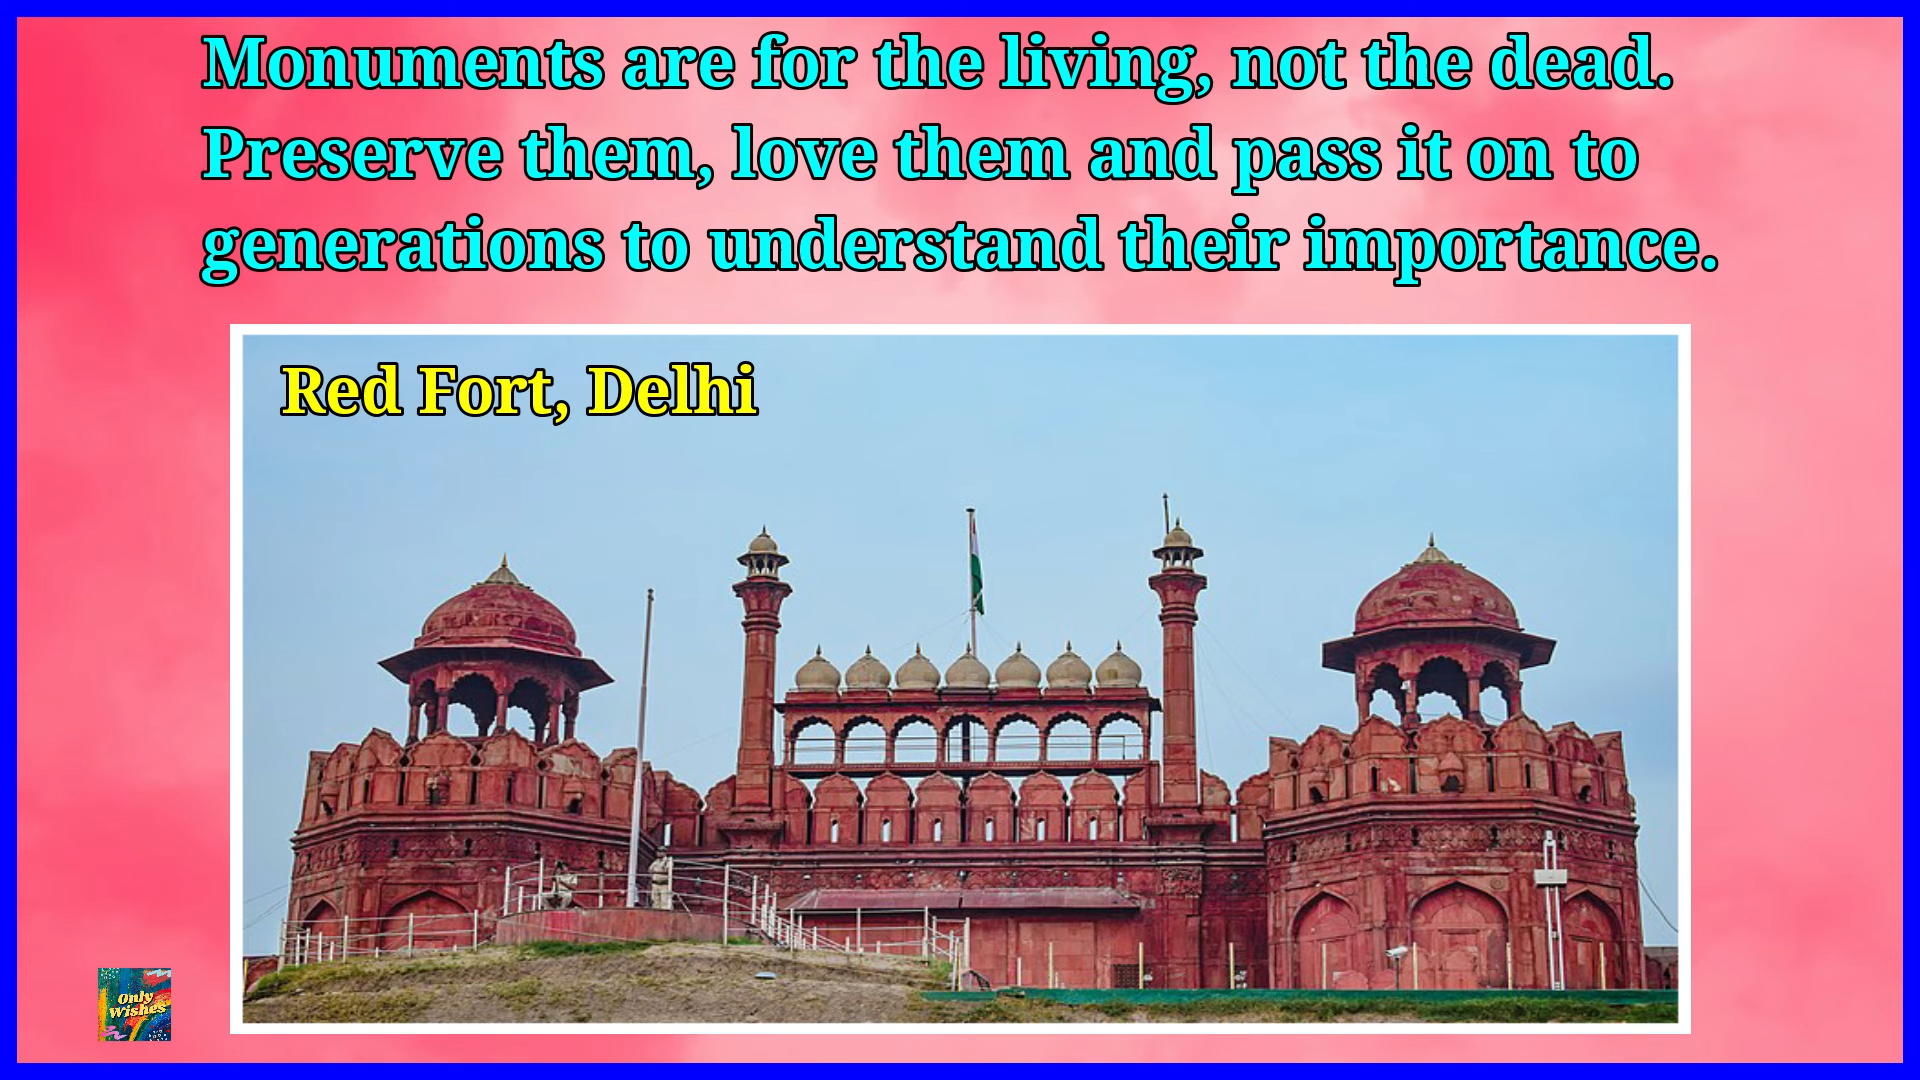 Monuments are for the living, not the dead.
Preserve them, love them and pass it on to
generations to understand their importance.
Red Fort, Delhi
Only
Wishes